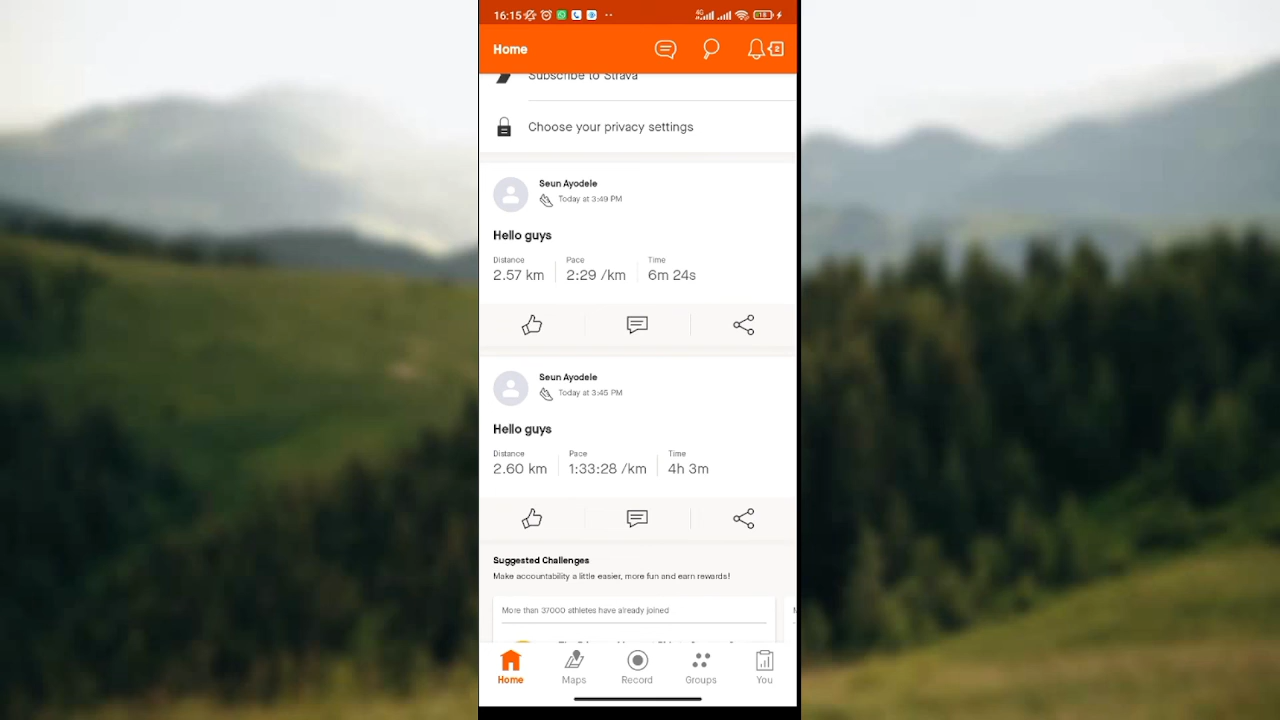 16:15
4G
18
Home
2
Subscribe to Strava
Choose your privacy settings
Seun Ayodele
Today at 3:49 PM
Hello guys
Distance Pace Time
2.57 km 2:29 /km 6m 24s
Seun Ayodele
Today at 3:45 PM
Hello guys
Distance Pace Time
2.60 km 1:33:28 /km 4h 3m
Suggested Challenges
Make accountability a little easier, more fun and earn rewards!
More than 37000 athletes have already joined
Home Maps Record Groups You